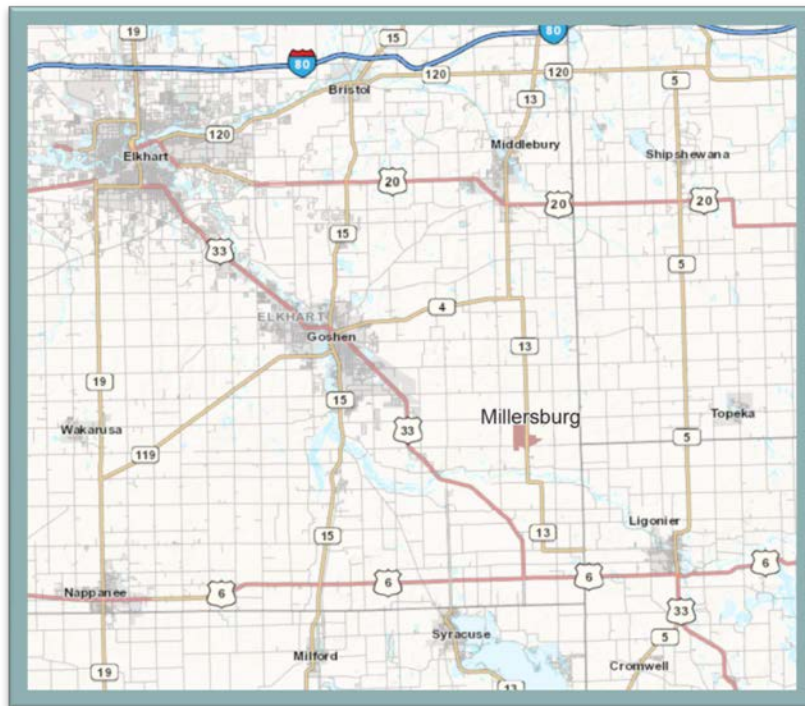 19
15
80
80
120
Bristol
120
120
5
13
120
Elkhart
Middlebury
Shipshewana
20
20
20
15
33
5
ELKHART
4
Goshen
13
19
15
Millersburg
Topeka
Wakarusa
33
5
119
Ligonier
15
13
6
6
6
6
Nappanee
33
Syracuse
5
Milford
Cromwell
19
13